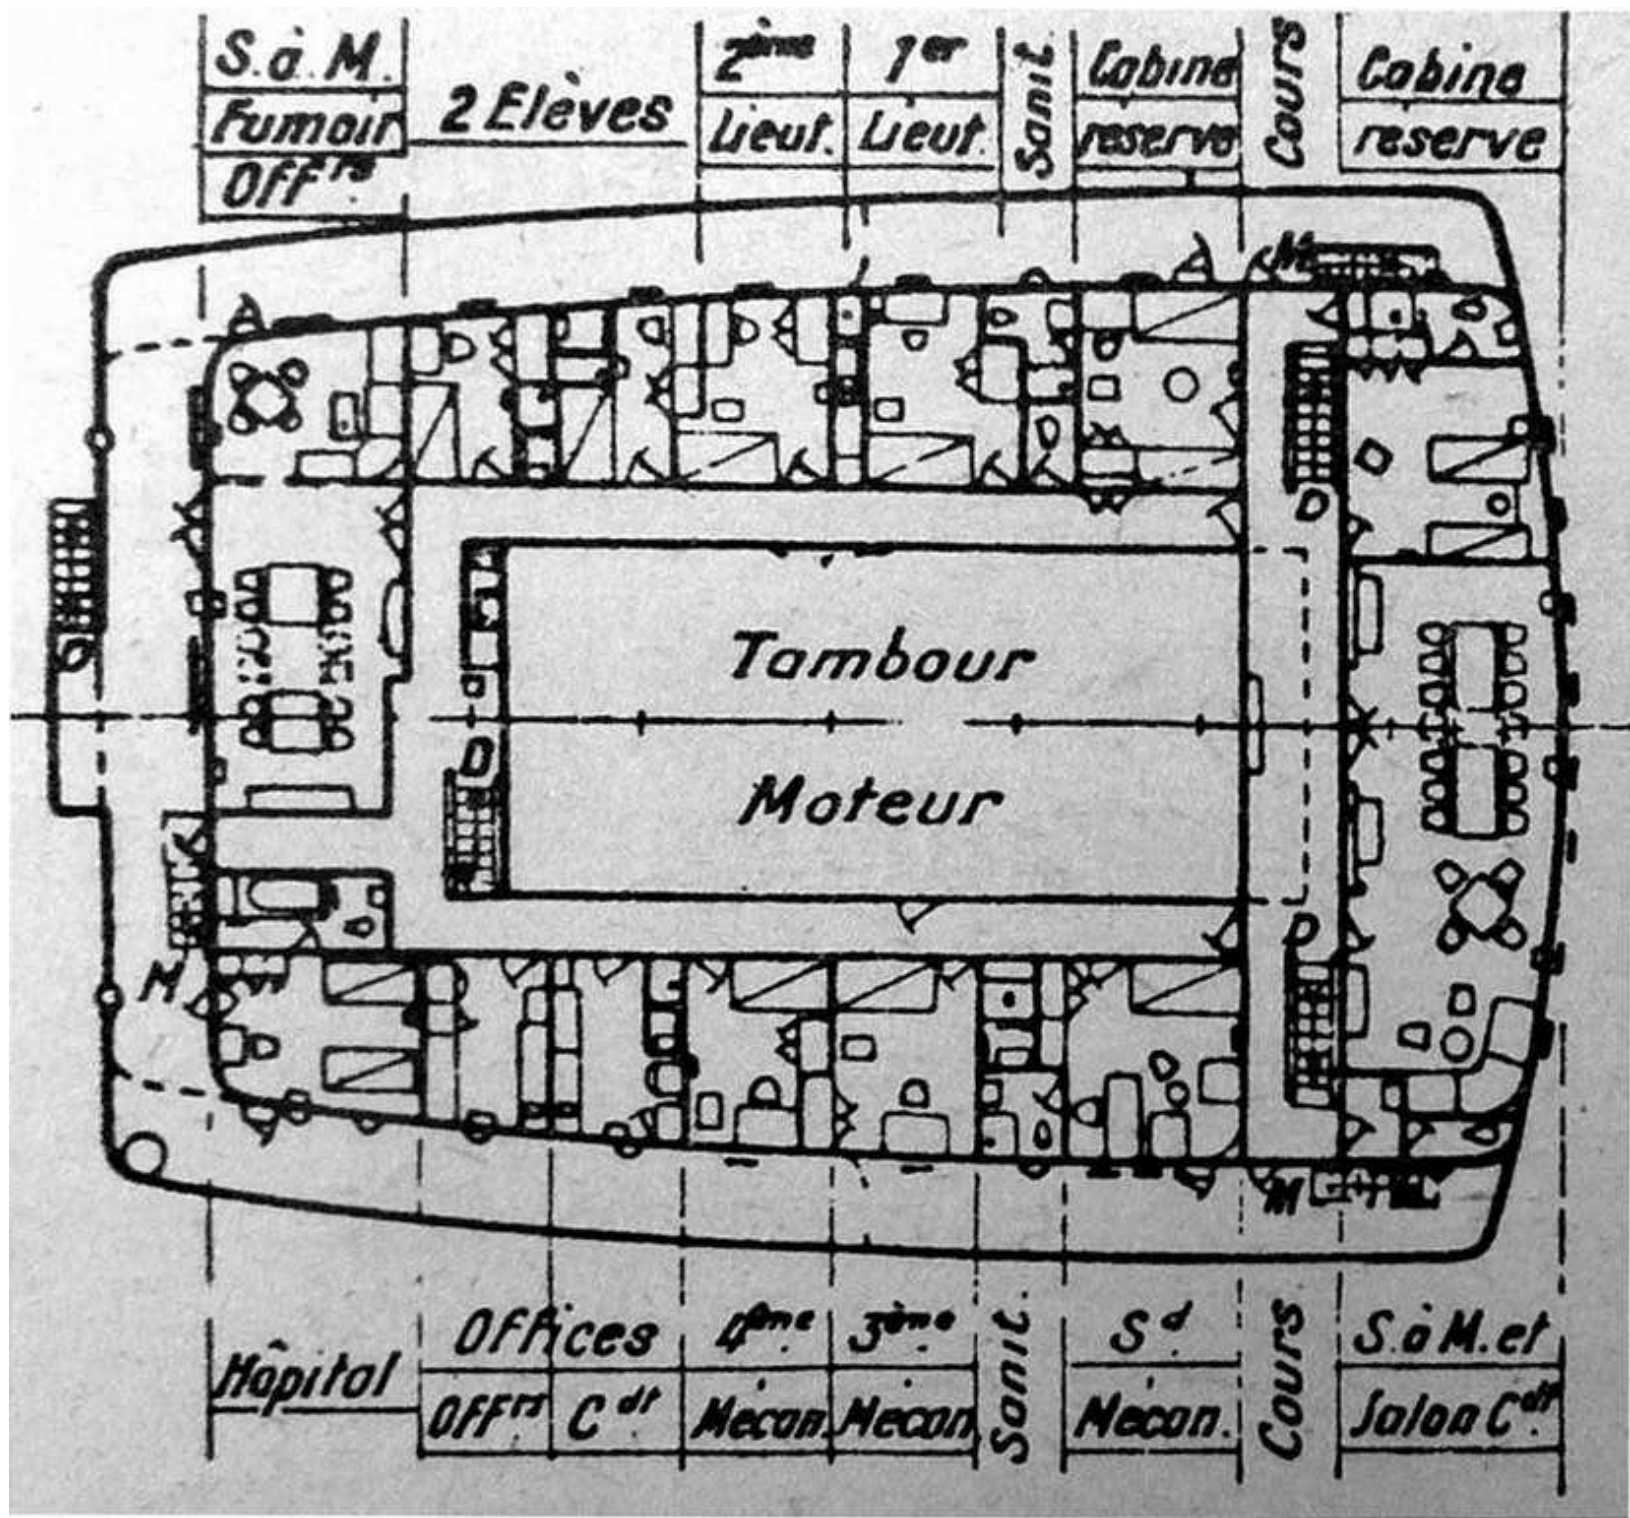 S. à. M.
Fumoir
OFFrs
2 Elèves
2ème
Lieut.
1er
Lieut.
Sanit.
Cabine
réserve
Cours
Cabine
réserve
M
Tambour
Moteur
M
M
Hôpital
Offices
OFFrs
Cdt
4ème
Mécan.
3ème
Mécan
Sanit.
Sd
Mécan.
Cours
S. à M. et
Salon Cdt